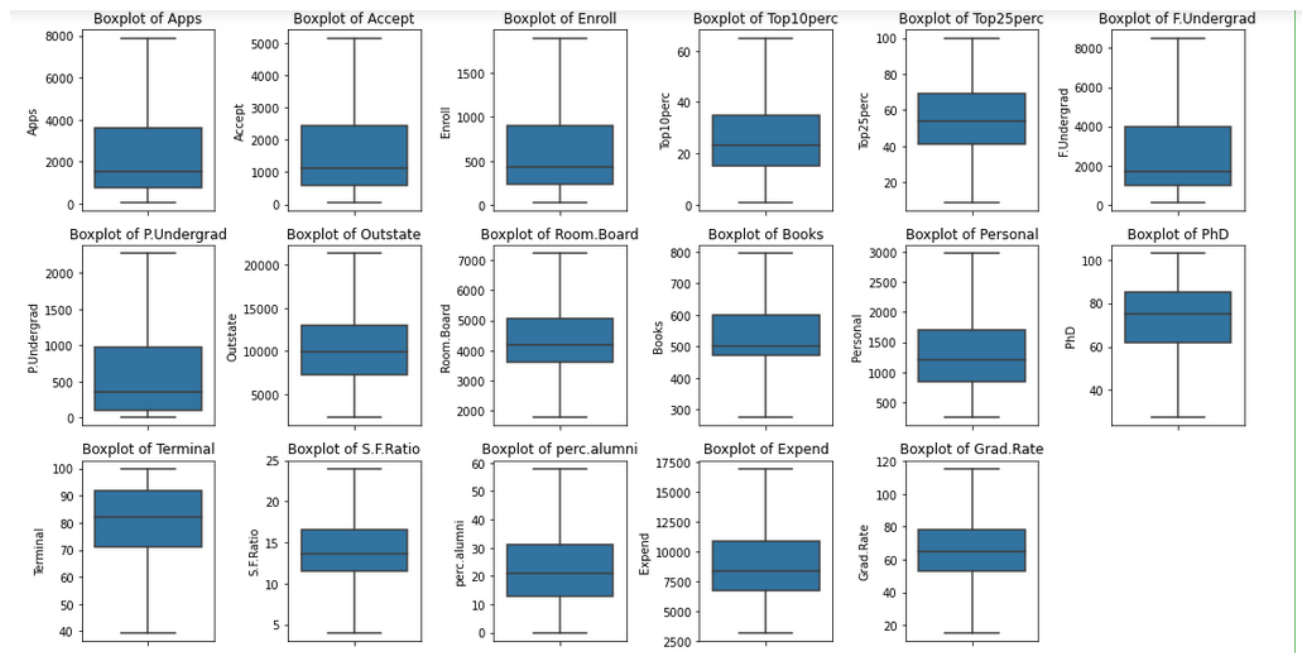 Boxplot of Apps
Boxplot of Accept
Boxplot of Enroll
Boxplot of Top10perc
Boxplot of Top25perc
Boxplot of F.Undergrad
Apps
8000
6000
4000
2000
0
Accept
5000
4000
3000
2000
1000
0
Enroll
1500
1000
500
0
Top10perc
60
40
20
0
Top25perc
100
80
60
40
20
F.Undergrad
8000
6000
4000
2000
0
Boxplot of P.Undergrad
Boxplot of Outstate
Boxplot of Room.Board
Boxplot of Books
Boxplot of Personal
Boxplot of PhD
P.Undergrad
2000
1500
1000
500
0
Outstate
20000
15000
10000
5000
Room.Board
7000
6000
5000
4000
3000
2000
Books
800
700
600
500
400
300
Personal
3000
2500
2000
1500
1000
500
PhD
100
80
60
40
Boxplot of Terminal
Boxplot of S.F.Ratio
Boxplot of perc.alumni
Boxplot of Expend
Boxplot of Grad.Rate
Terminal
100
90
80
70
60
50
40
S.F.Ratio
25
20
15
10
5
perc.alumni
60
50
40
30
20
10
0
Expend
17500
15000
12500
10000
7500
5000
2500
Grad.Rate
120
100
80
60
40
20